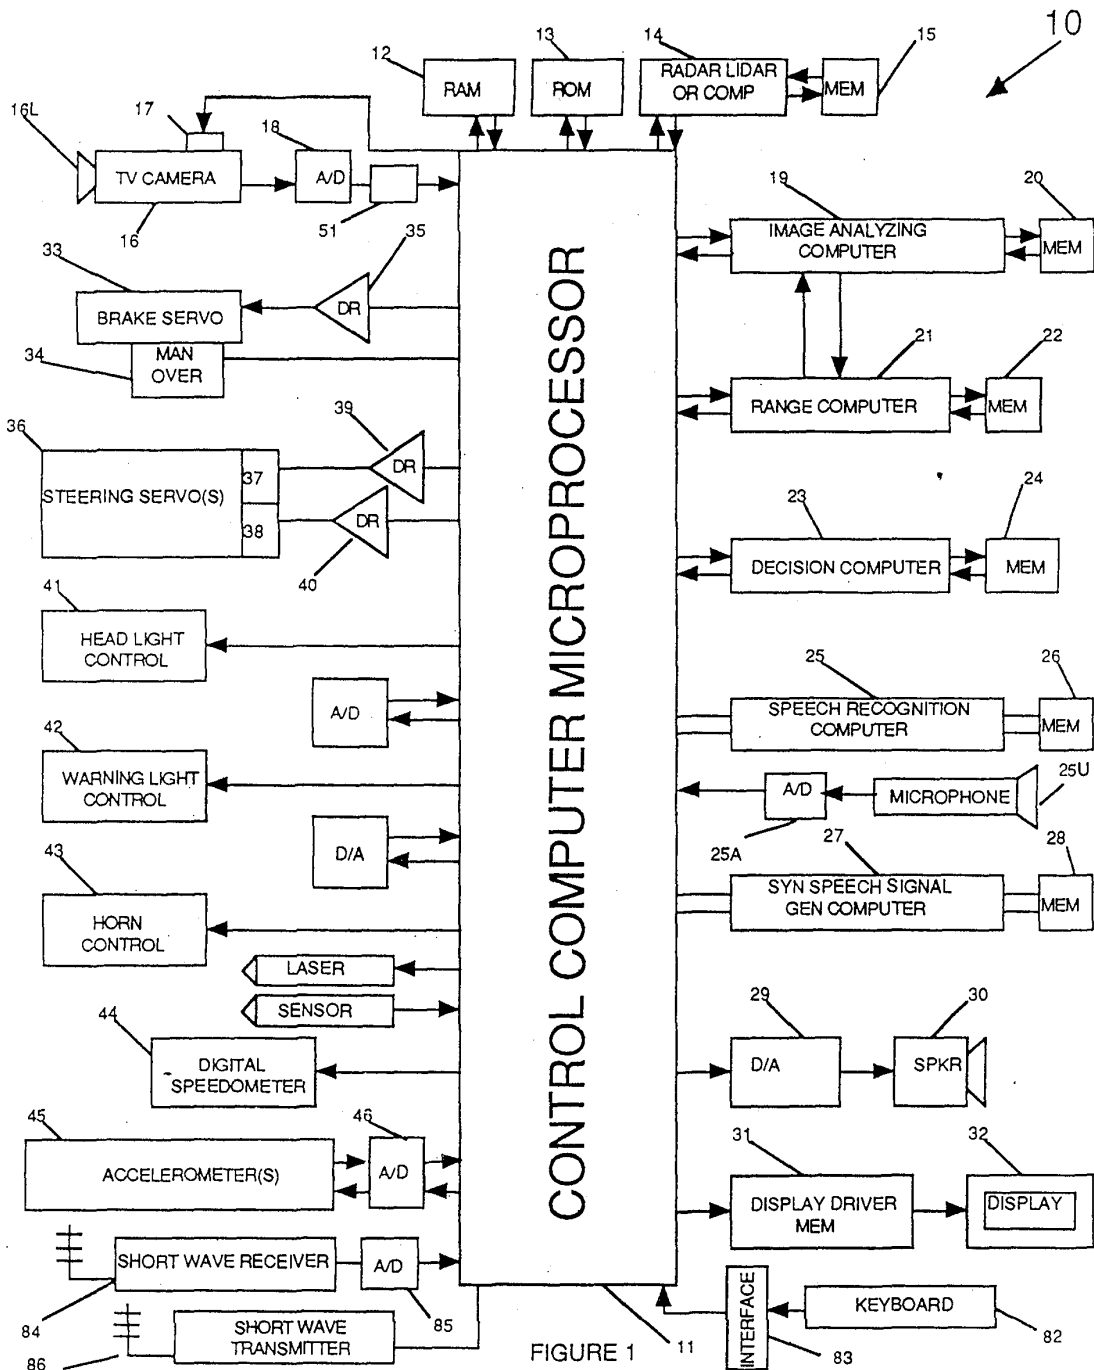 10
12
13
14
15
RAM
ROM
RADAR LIDAR
OR COMP
MEM
16L
17
18
TV CAMERA
A/D
16
51
19
20
IMAGE ANALYZING
COMPUTER
MEM
33
35
BRAKE SERVO
DR
MAN
OVER
34
21
22
RANGE COMPUTER
MEM
36
39
STEERING SERVO(S)
37
38
DR
DR
40
23
24
DECISION COMPUTER
MEM
CONTROL COMPUTER MICROPROCESSOR
41
HEAD LIGHT
CONTROL
A/D
25
26
SPEECH RECOGNITION
COMPUTER
MEM
42
WARNING LIGHT
CONTROL
A/D
MICROPHONE
25U
25A
D/A
43
HORN
CONTROL
27
28
SYN SPEECH SIGNAL
GEN COMPUTER
MEM
LASER
SENSOR
44
DIGITAL
SPEEDOMETER
29
30
D/A
SPKR
45
46
ACCELEROMETER(S)
A/D
31
32
DISPLAY DRIVER
MEM
DISPLAY
SHORT WAVE RECEIVER
A/D
84
85
SHORT WAVE
TRANSMITTER
86
11
INTERFACE
KEYBOARD
83
82
FIGURE 1